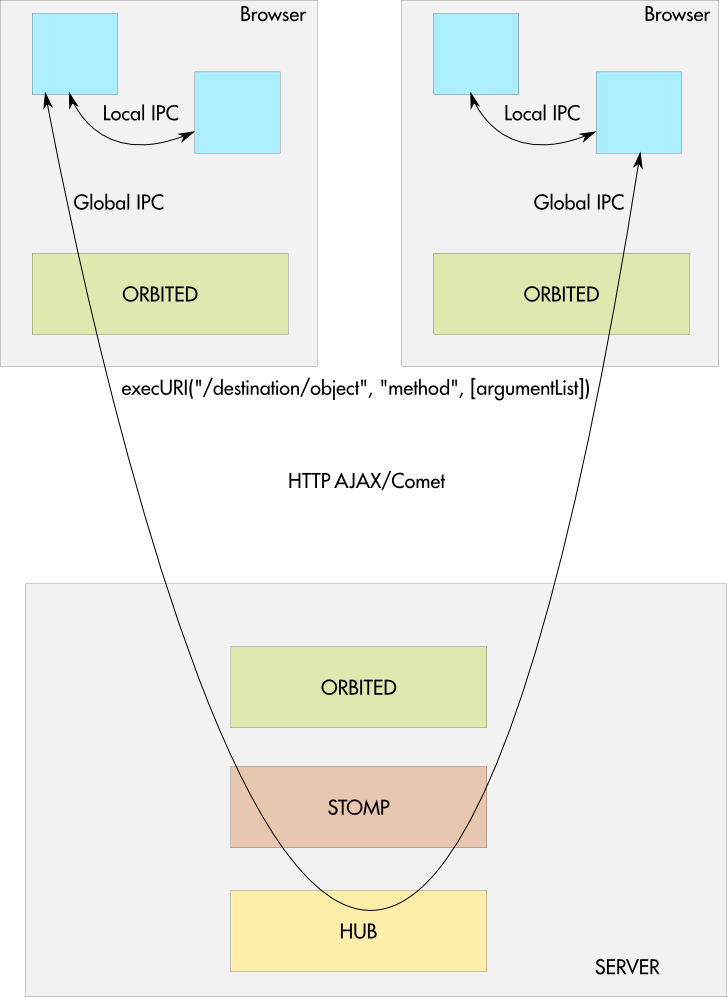 Browser
Browser
Local IPC
Local IPC
Global IPC
Global IPC
ORBITED
ORBITED
execURI("/destination/object", "method", [argumentList])
HTTP AJAX/Comet
ORBITED
STOMP
HUB
SERVER